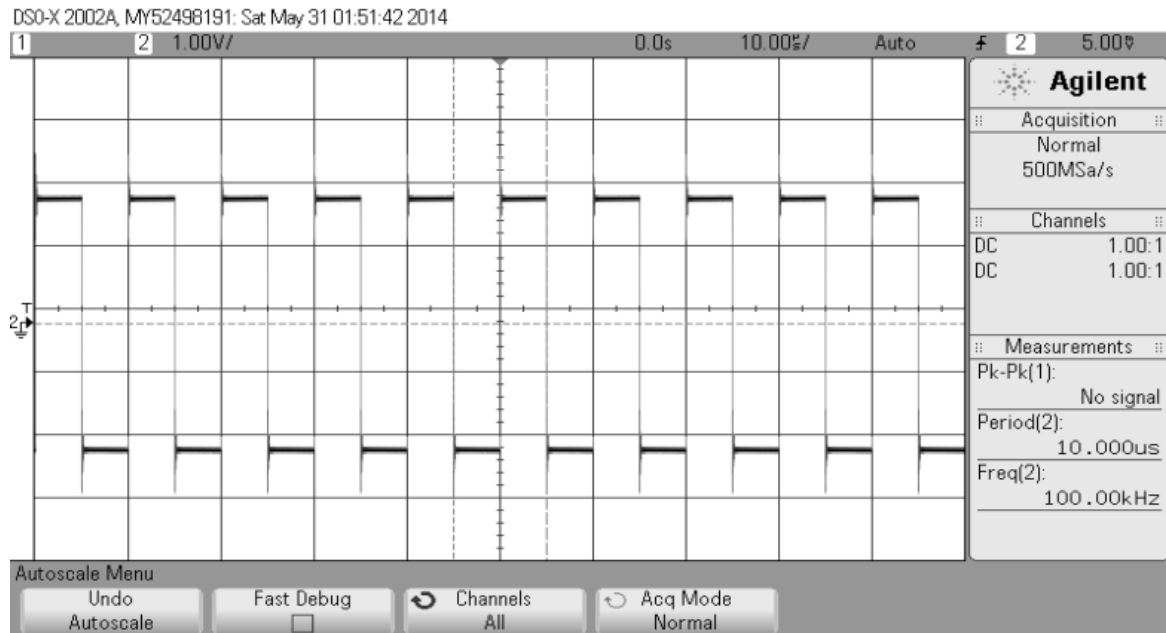 DSO-X 2002A, MY52498191: Sat May 31 01:51:42 2014
1 2 1.00V/ 0.0s 10.00µs/ Auto 2 5.00V
Agilent
Acquisition
Normal
500MSa/s
Channels
DC 1.00:1
DC 1.00:1
Measurements
Pk-Pk(1):
No signal
Period(2):
10.000us
Freq(2):
100.00kHz
T
2
Autoscale Menu
Undo Autoscale
Fast Debug
Channels
All
Acq Mode
Normal